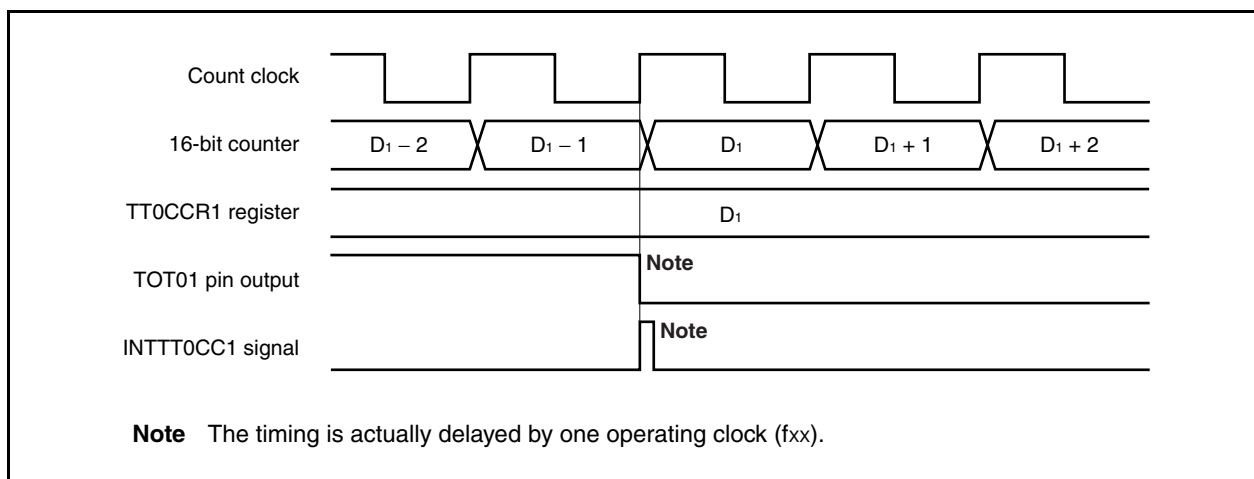 Count clock
16-bit counter
D1 – 2
D1 – 1
D1
D1 + 1
D1 + 2
TT0CCR1 register
D1
TOT01 pin output
Note
INTTT0CC1 signal
Note
Note The timing is actually delayed by one operating clock (fxx).